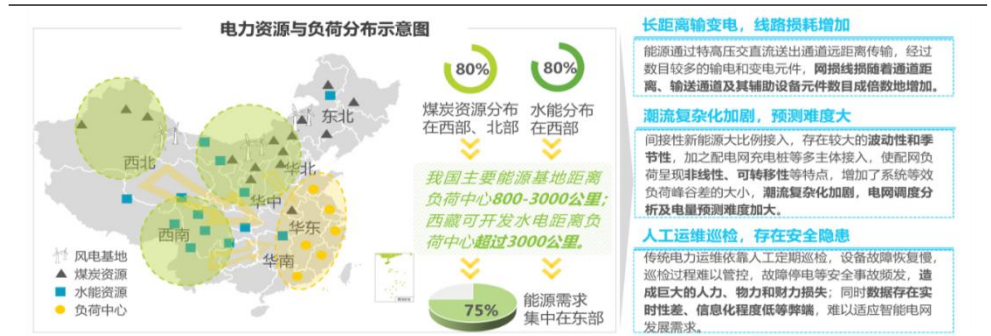 电力资源与负荷分布示意图
东北
西北
华北
华中
西南
华东
华南
风电基地
煤炭资源
水能资源
负荷中心
80%
80%
煤炭资源分布
在西部、北部
水能分布
在西部
我国主要能源基地距离
负荷中心800-3000公里；
西藏可开发水电距离负
荷中心超过3000公里。
75%
能源需求
集中在东部
长距离输变电，线路损耗增加
能源通过特高压交直流送出通道远距离传输，经过
数目较多的输电和变电元件，网损线损随着通道距
离、输送通道及其辅助设备元件数目成倍数地增加。
潮流复杂化加剧，预测难度大
间接性新能源大比例接入，存在较大的波动性和季
节性，加之配电网充电桩等多主体接入，使配网负
荷呈现非线性、可转移性等特点，增加了系统等效
负荷峰谷差的大小，潮流复杂化加剧，电网调度分
析及电量预测难度加大。
人工运维巡检，存在安全隐患
传统电力运维依靠人工定期巡检，设备故障恢复慢，
巡检过程难以管控，故障停电等安全事故频发，造
成巨大的人力、物力和财力损失；同时数据存在实
时性差、信息化程度低等弊端，难以适应智能电网
发展需求。